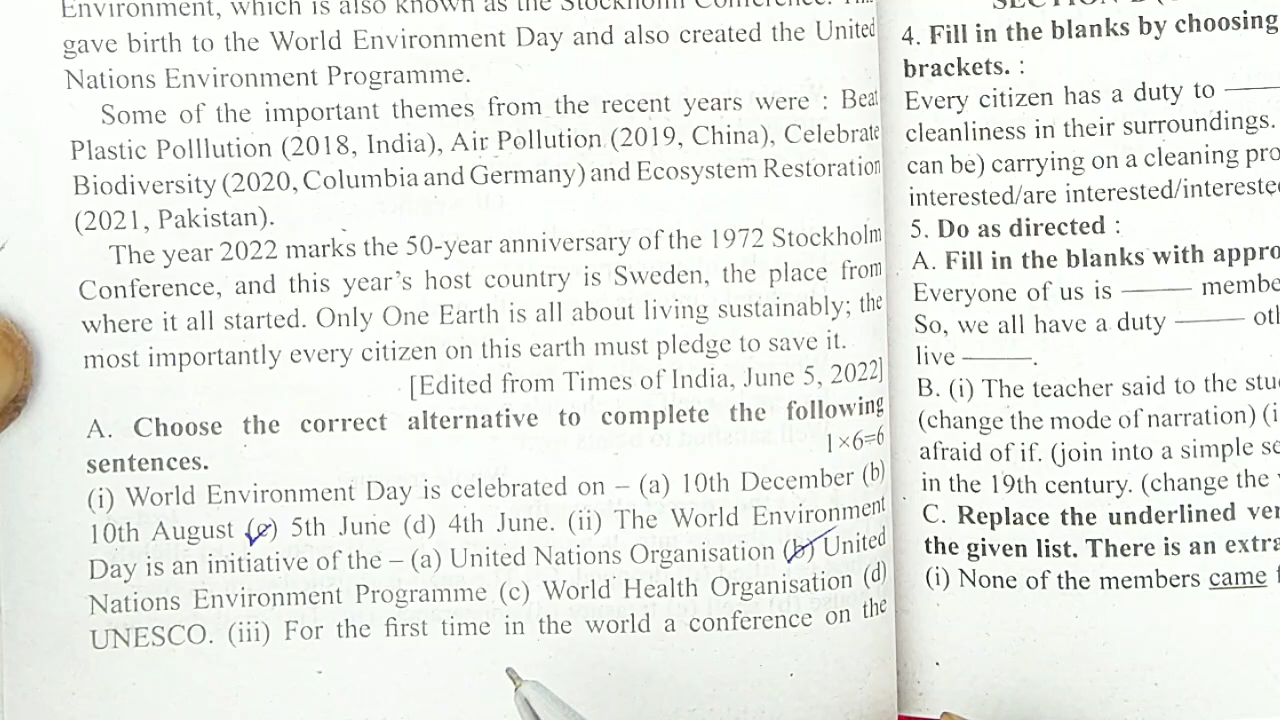 Environment, which is also known as the Stockholm Conference.
gave birth to the World Environment Day and also created the United
Nations Environment Programme.
Some of the important themes from the recent years were : Beat
Plastic Polllution (2018, India), Air Pollution (2019, China), Celebrate
Biodiversity (2020, Columbia and Germany) and Ecosystem Restoration
(2021, Pakistan).
The year 2022 marks the 50-year anniversary of the 1972 Stockholm
Conference, and this year's host country is Sweden, the place from
where it all started. Only One Earth is all about living sustainably; the
most importantly every citizen on this earth must pledge to save it.
[Edited from Times of India, June 5, 2022]
A. Choose the correct alternative to complete the following
sentences. 1×6=6
(i) World Environment Day is celebrated on – (a) 10th December (b)
10th August (c) 5th June (d) 4th June. (ii) The World Environment
Day is an initiative of the – (a) United Nations Organisation (b) United
Nations Environment Programme (c) World Health Organisation (d)
UNESCO. (iii) For the first time in the world a conference on the
4. Fill in the blanks by choosing
brackets. :
Every citizen has a duty to ——
cleanliness in their surroundings.
can be) carrying on a cleaning pro
interested/are interested/intereste
5. Do as directed :
A. Fill in the blanks with appro
Everyone of us is —— membe
So, we all have a duty —— oth
live ——.
B. (i) The teacher said to the stu
(change the mode of narration) (i
afraid of if. (join into a simple se
in the 19th century. (change the
C. Replace the underlined ver
the given list. There is an extra
(i) None of the members came